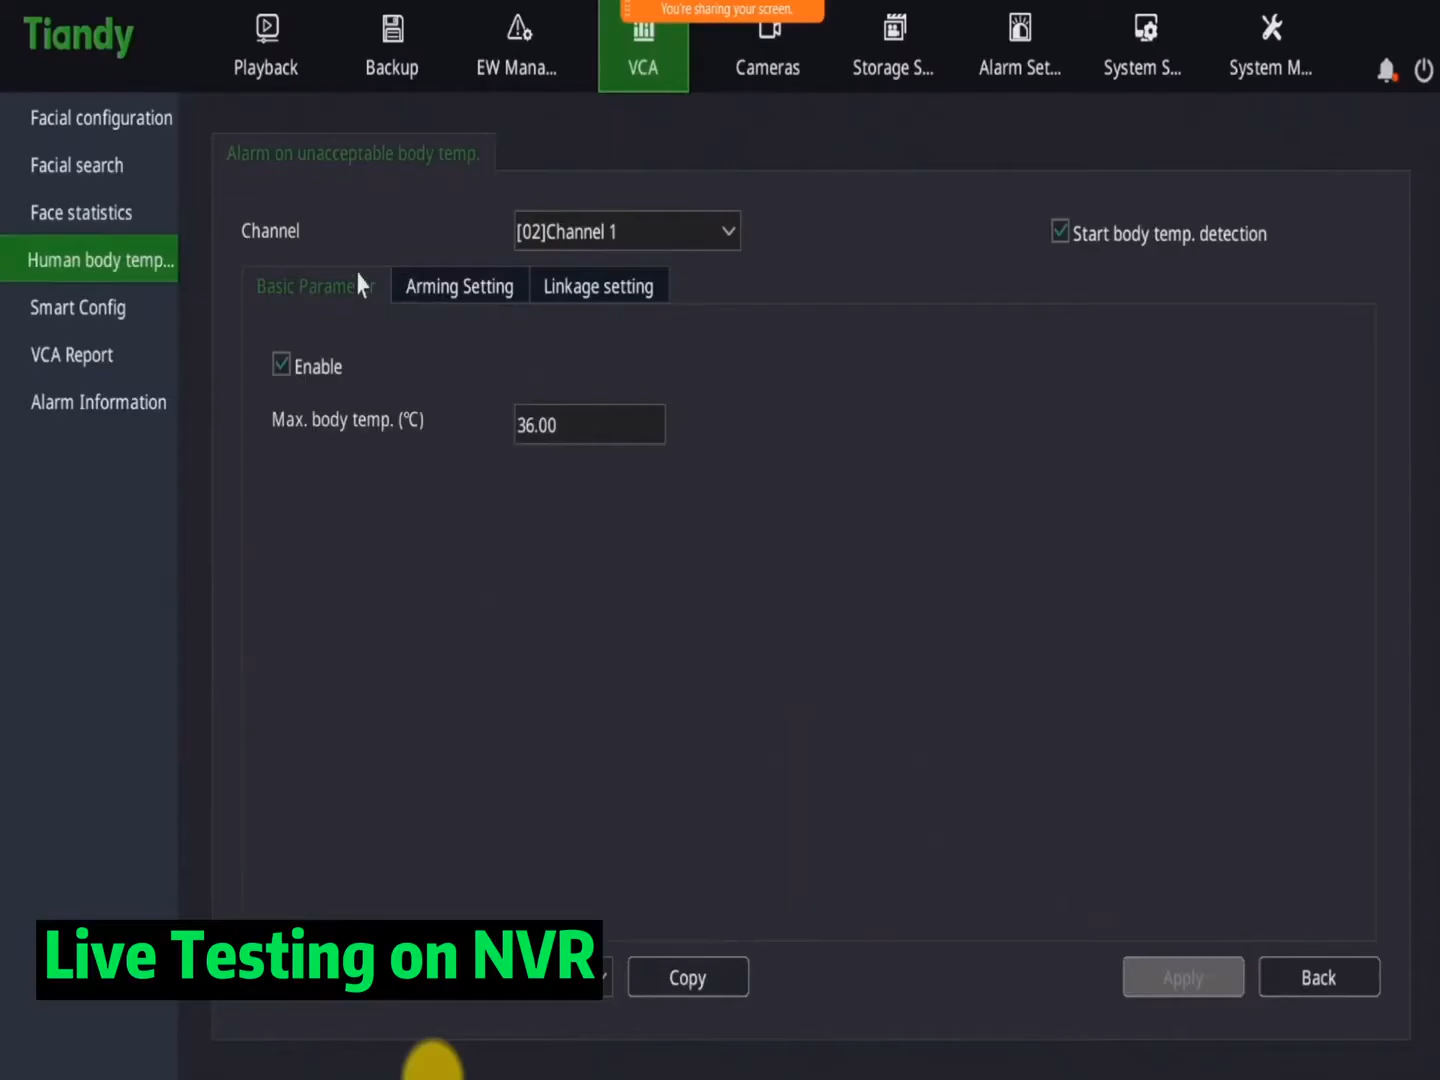 You're sharing your screen.
Tiandy
Playback
Backup
EW Mana...
VCA
Cameras
Storage S...
Alarm Set...
System S...
System M...
Facial configuration
Facial search
Face statistics
Human body temp...
Smart Config
VCA Report
Alarm Information
Alarm on unacceptable body temp.
Channel
[02]Channel 1
Start body temp. detection
Basic Parameter
Arming Setting
Linkage setting
Enable
Max. body temp. (℃)
36.00
Live Testing on NVR
Copy
Apply
Back